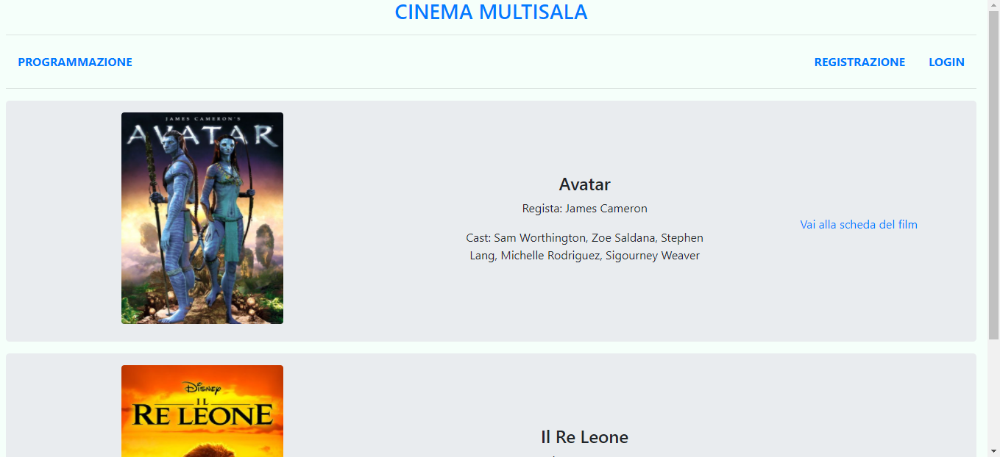 CINEMA MULTISALA
PROGRAMMAZIONE
REGISTRAZIONE
LOGIN
JAMES CAMERON'S
AVATAR
Avatar
Regista: James Cameron
Cast: Sam Worthington, Zoe Saldana, Stephen
Lang, Michelle Rodriguez, Sigourney Weaver
Vai alla scheda del film
DISNEY
IL
RE LEONE
Il Re Leone